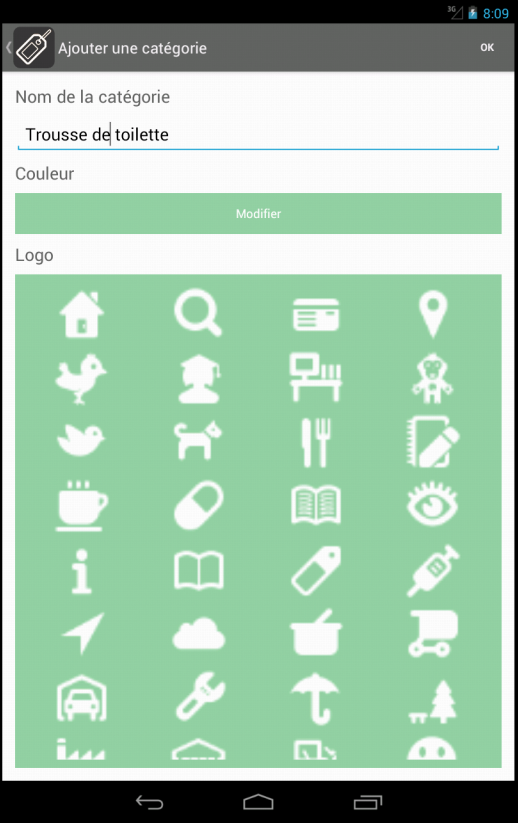 3G 8:09
Ajouter une catégorie OK
Nom de la catégorie
Trousse de toilette
Couleur
Modifier
Logo